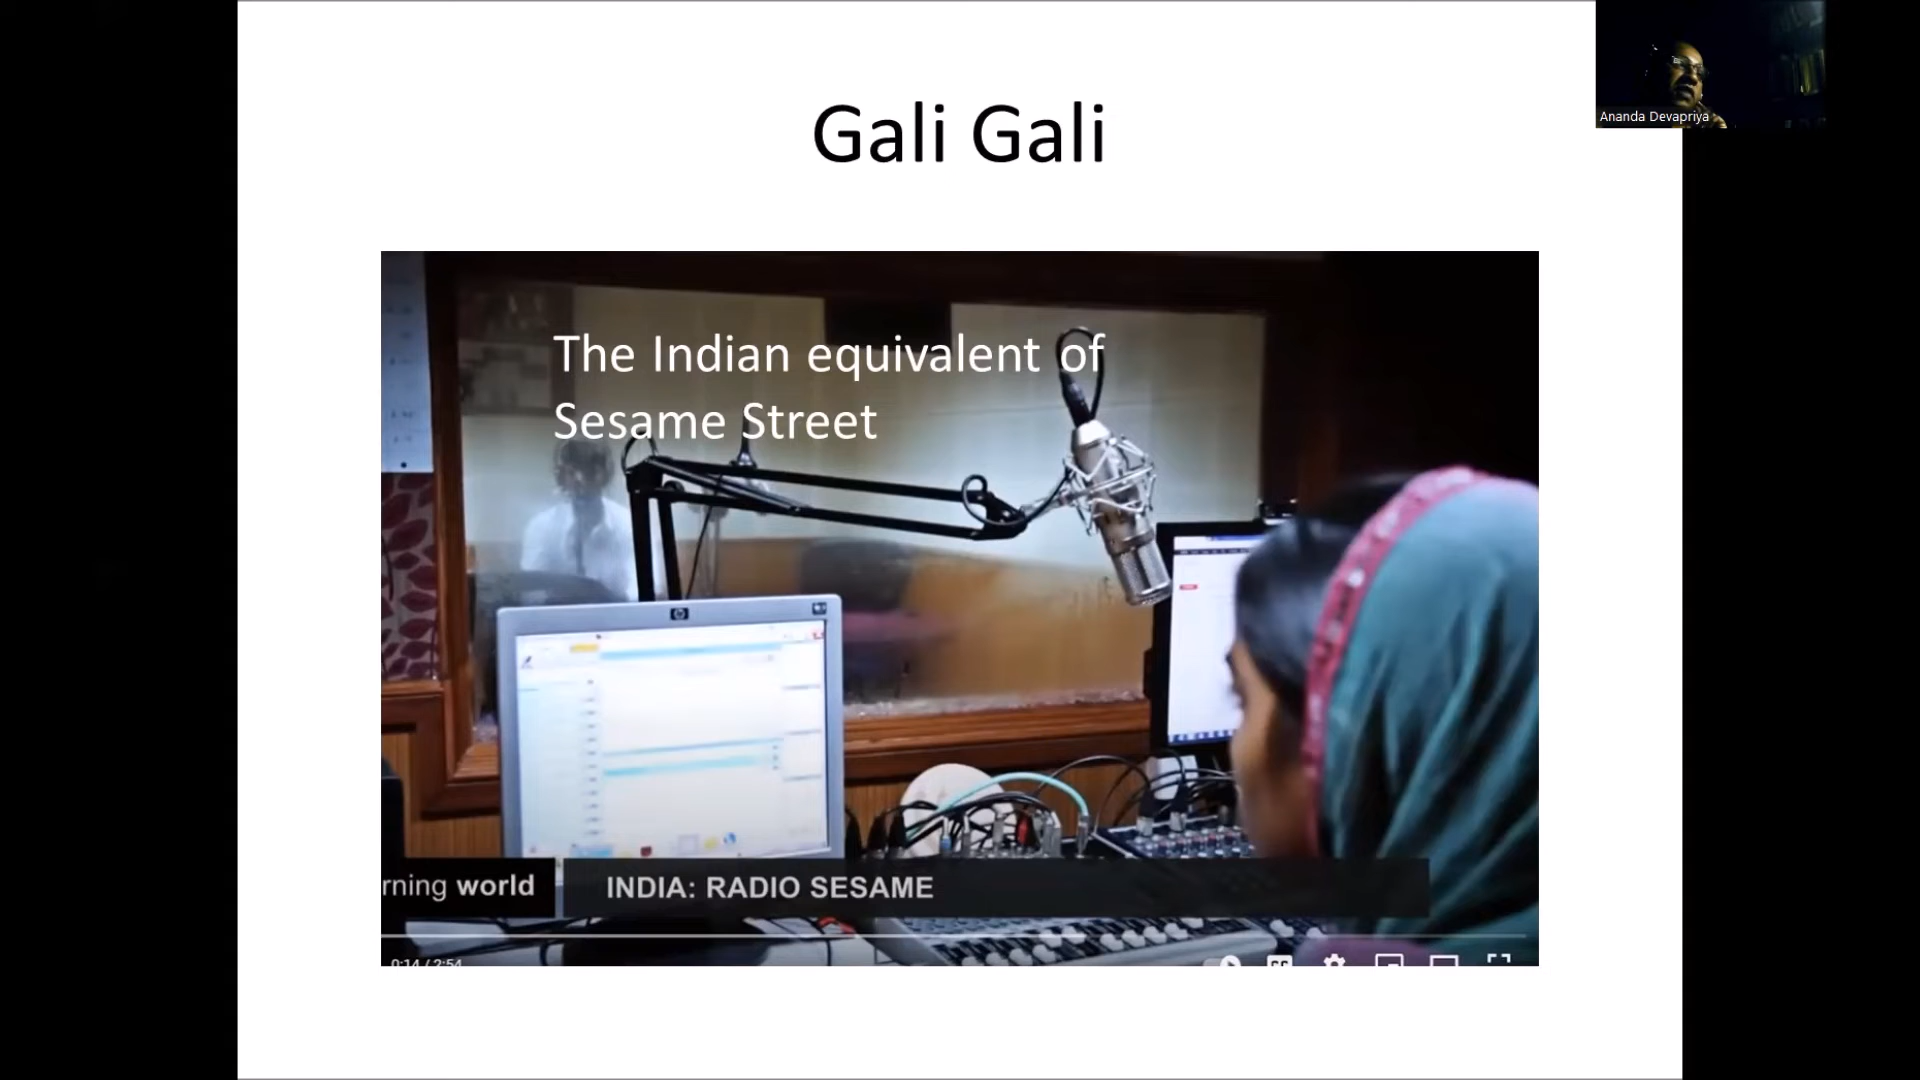 Gali Gali
Ananda Devapriya
The Indian equivalent of
Sesame Street
rning world
INDIA: RADIO SESAME
0:14 / 2:54